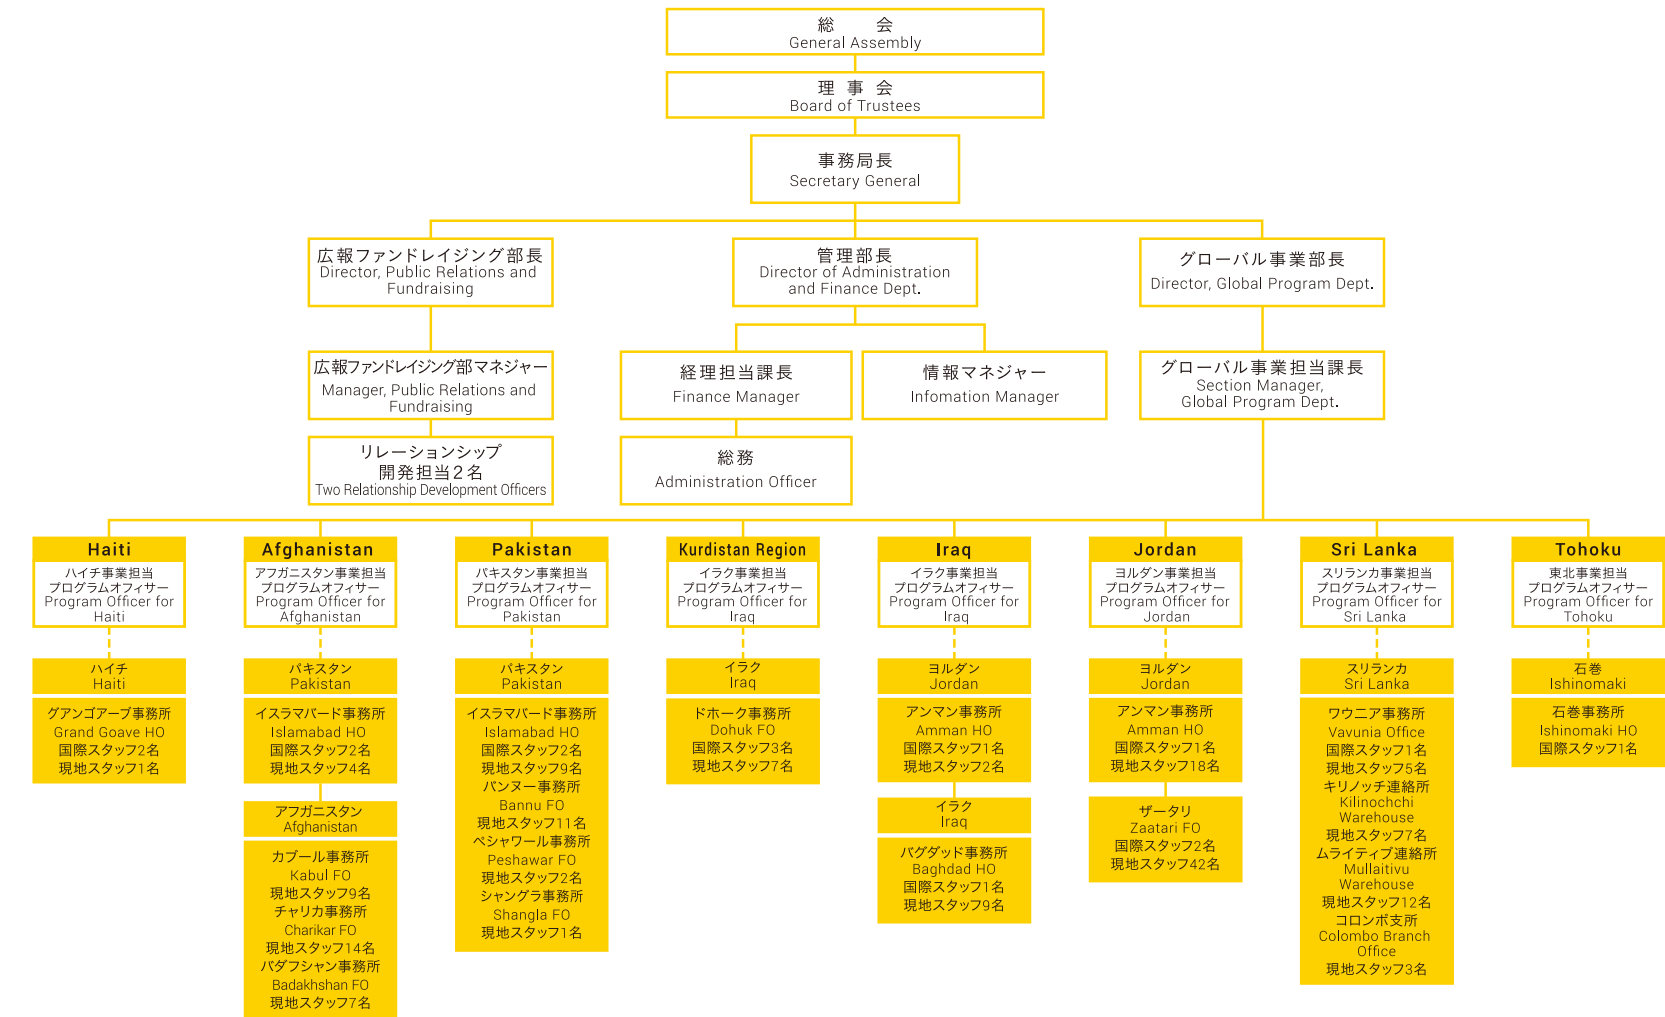 総　会
General Assembly
理 事 会
Board of Trustees
事務局長
Secretary General
広報ファンドレイジング部長
Director, Public Relations and
Fundraising
管理部長
Director of Administration
and Finance Dept.
グローバル事業部長
Director, Global Program Dept.
広報ファンドレイジング部マネジャー
Manager, Public Relations and
Fundraising
経理担当課長
Finance Manager
情報マネジャー
Infomation Manager
グローバル事業担当課長
Section Manager,
Global Program Dept.
リレーションシップ
開発担当2名
Two Relationship Development Officers
総務
Administration Officer
Haiti
ハイチ事業担当
プログラムオフィサー
Program Officer for
Haiti
ハイチ
Haiti
グアンゴアーブ事務所
Grand Goave HO
国際スタッフ2名
現地スタッフ1名
Afghanistan
アフガニスタン事業担当
プログラムオフィサー
Program Officer for
Afghanistan
パキスタン
Pakistan
イスラマバード事務所
Islamabad HO
国際スタッフ2名
現地スタッフ4名
アフガニスタン
Afghanistan
カブール事務所
Kabul FO
現地スタッフ9名
チャリカ事務所
Charikar FO
現地スタッフ14名
バダフシャン事務所
Badakhshan FO
現地スタッフ7名
Pakistan
パキスタン事業担当
プログラムオフィサー
Program Officer for
Pakistan
パキスタン
Pakistan
イスラマバード事務所
Islamabad HO
国際スタッフ2名
現地スタッフ9名
バンヌー事務所
Bannu FO
現地スタッフ11名
ペシャワール事務所
Peshawar FO
現地スタッフ2名
シャングラ事務所
Shangla FO
現地スタッフ1名
Kurdistan Region
イラク事業担当
プログラムオフィサー
Program Officer for
Iraq
イラク
Iraq
ドホーク事務所
Dohuk FO
国際スタッフ3名
現地スタッフ7名
Iraq
イラク事業担当
プログラムオフィサー
Program Officer for
Iraq
ヨルダン
Jordan
アンマン事務所
Amman HO
国際スタッフ1名
現地スタッフ2名
イラク
Iraq
バグダッド事務所
Baghdad HO
国際スタッフ1名
現地スタッフ9名
Jordan
ヨルダン事業担当
プログラムオフィサー
Program Officer for
Jordan
ヨルダン
Jordan
アンマン事務所
Amman HO
国際スタッフ1名
現地スタッフ18名
ザータリ
Zaatari FO
国際スタッフ2名
現地スタッフ42名
Sri Lanka
スリランカ事業担当
プログラムオフィサー
Program Officer for
Sri Lanka
スリランカ
Sri Lanka
ワウニア事務所
Vavunia Office
国際スタッフ1名
現地スタッフ5名
キリノッチ連絡所
Kilinochchi
Warehouse
現地スタッフ7名
ムライティブ連絡所
Mullaitivu
Warehouse
現地スタッフ12名
コロンボ支所
Colombo Branch
Office
現地スタッフ3名
Tohoku
東北事業担当
プログラムオフィサー
Program Officer for
Tohoku
石巻
Ishinomaki
石巻事務所
Ishinomaki HO
国際スタッフ1名